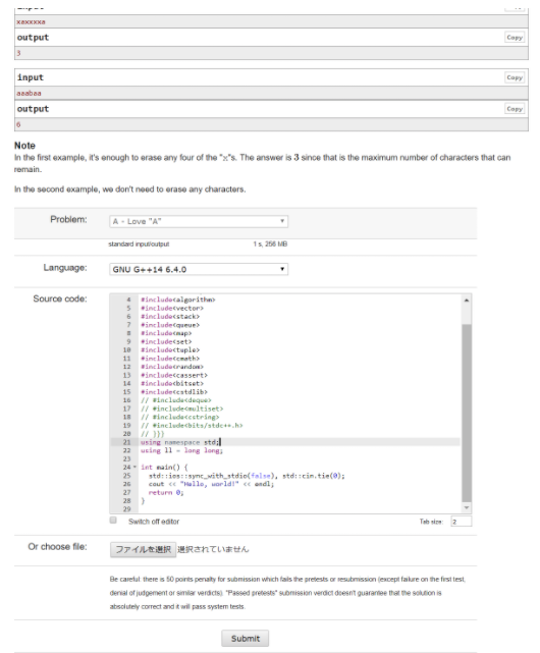 input
Copy
xaxxxxa
output
Copy
3
input
Copy
aaabaa
output
Copy
6
Note
In the first example, it's enough to erase any four of the "x"s. The answer is 3 since that is the maximum number of characters that can
remain.
In the second example, we don't need to erase any characters.
Problem:
A - Love "A"
standard input/output
1 s, 256 MB
Language:
GNU G++14 6.4.0
Source code:
4 #include<algorithm>
5 #include<vector>
6 #include<stack>
7 #include<queue>
8 #include<map>
9 #include<set>
10 #include<tuple>
11 #include<cmath>
12 #include<random>
13 #include<cassert>
14 #include<bitset>
15 #include<cstdlib>
16 // #include<deque>
17 // #include<multiset>
18 // #include<cstring>
19 // #include<bits/stdc++.h>
20 // }}}
21 using namespace std;
22 using ll = long long;
23
24 int main() {
25 std::ios::sync_with_stdio(false), std::cin.tie(0);
26 cout << "Hello, world!" << endl;
27 return 0;
28 }
29
Switch off editor
Tab size: 2
Or choose file:
ファイルを選択 選択されていません
Be careful: there is 50 points penalty for submission which fails the pretests or resubmission (except failure on the first test,
denial of judgement or similar verdicts). "Passed pretests" submission verdict doesn't guarantee that the solution is
absolutely correct and it will pass system tests.
Submit